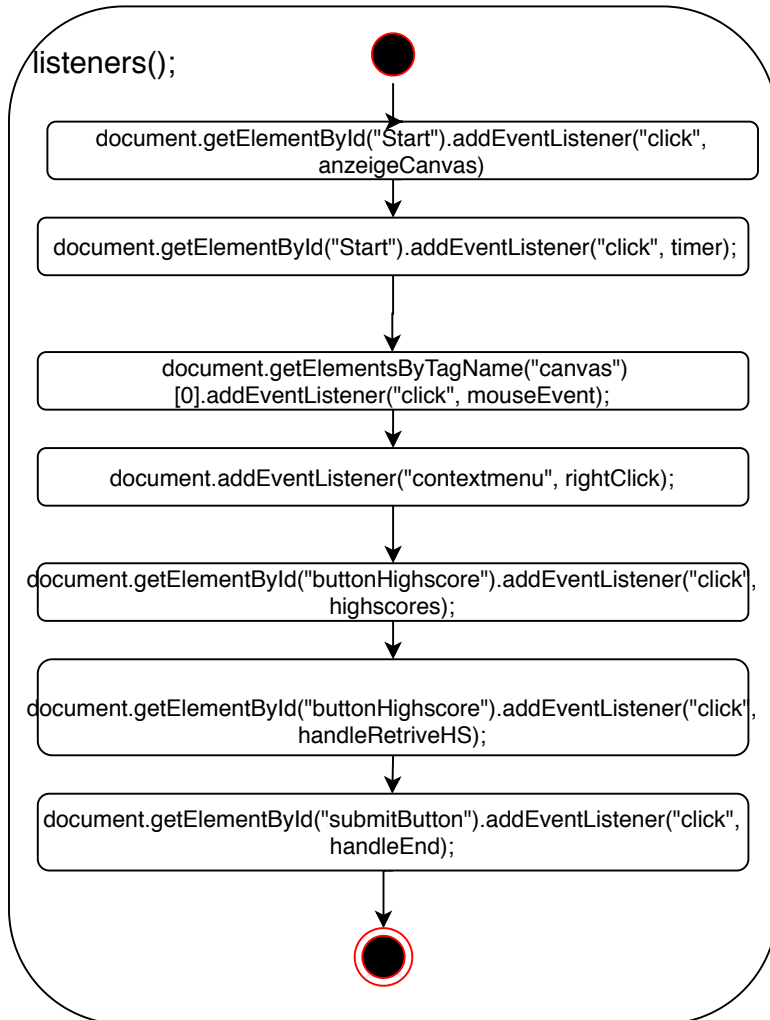 listeners();
document.getElementById("Start").addEventListener("click",
anzeigeCanvas)
document.getElementById("Start").addEventListener("click", timer);
document.getElementsByTagName("canvas")
[0].addEventListener("click", mouseEvent);
document.addEventListener("contextmenu", rightClick);
document.getElementById("buttonHighscore").addEventListener("click",
highscores);
document.getElementById("buttonHighscore").addEventListener("click",
handleRetriveHS);
document.getElementById("submitButton").addEventListener("click",
handleEnd);